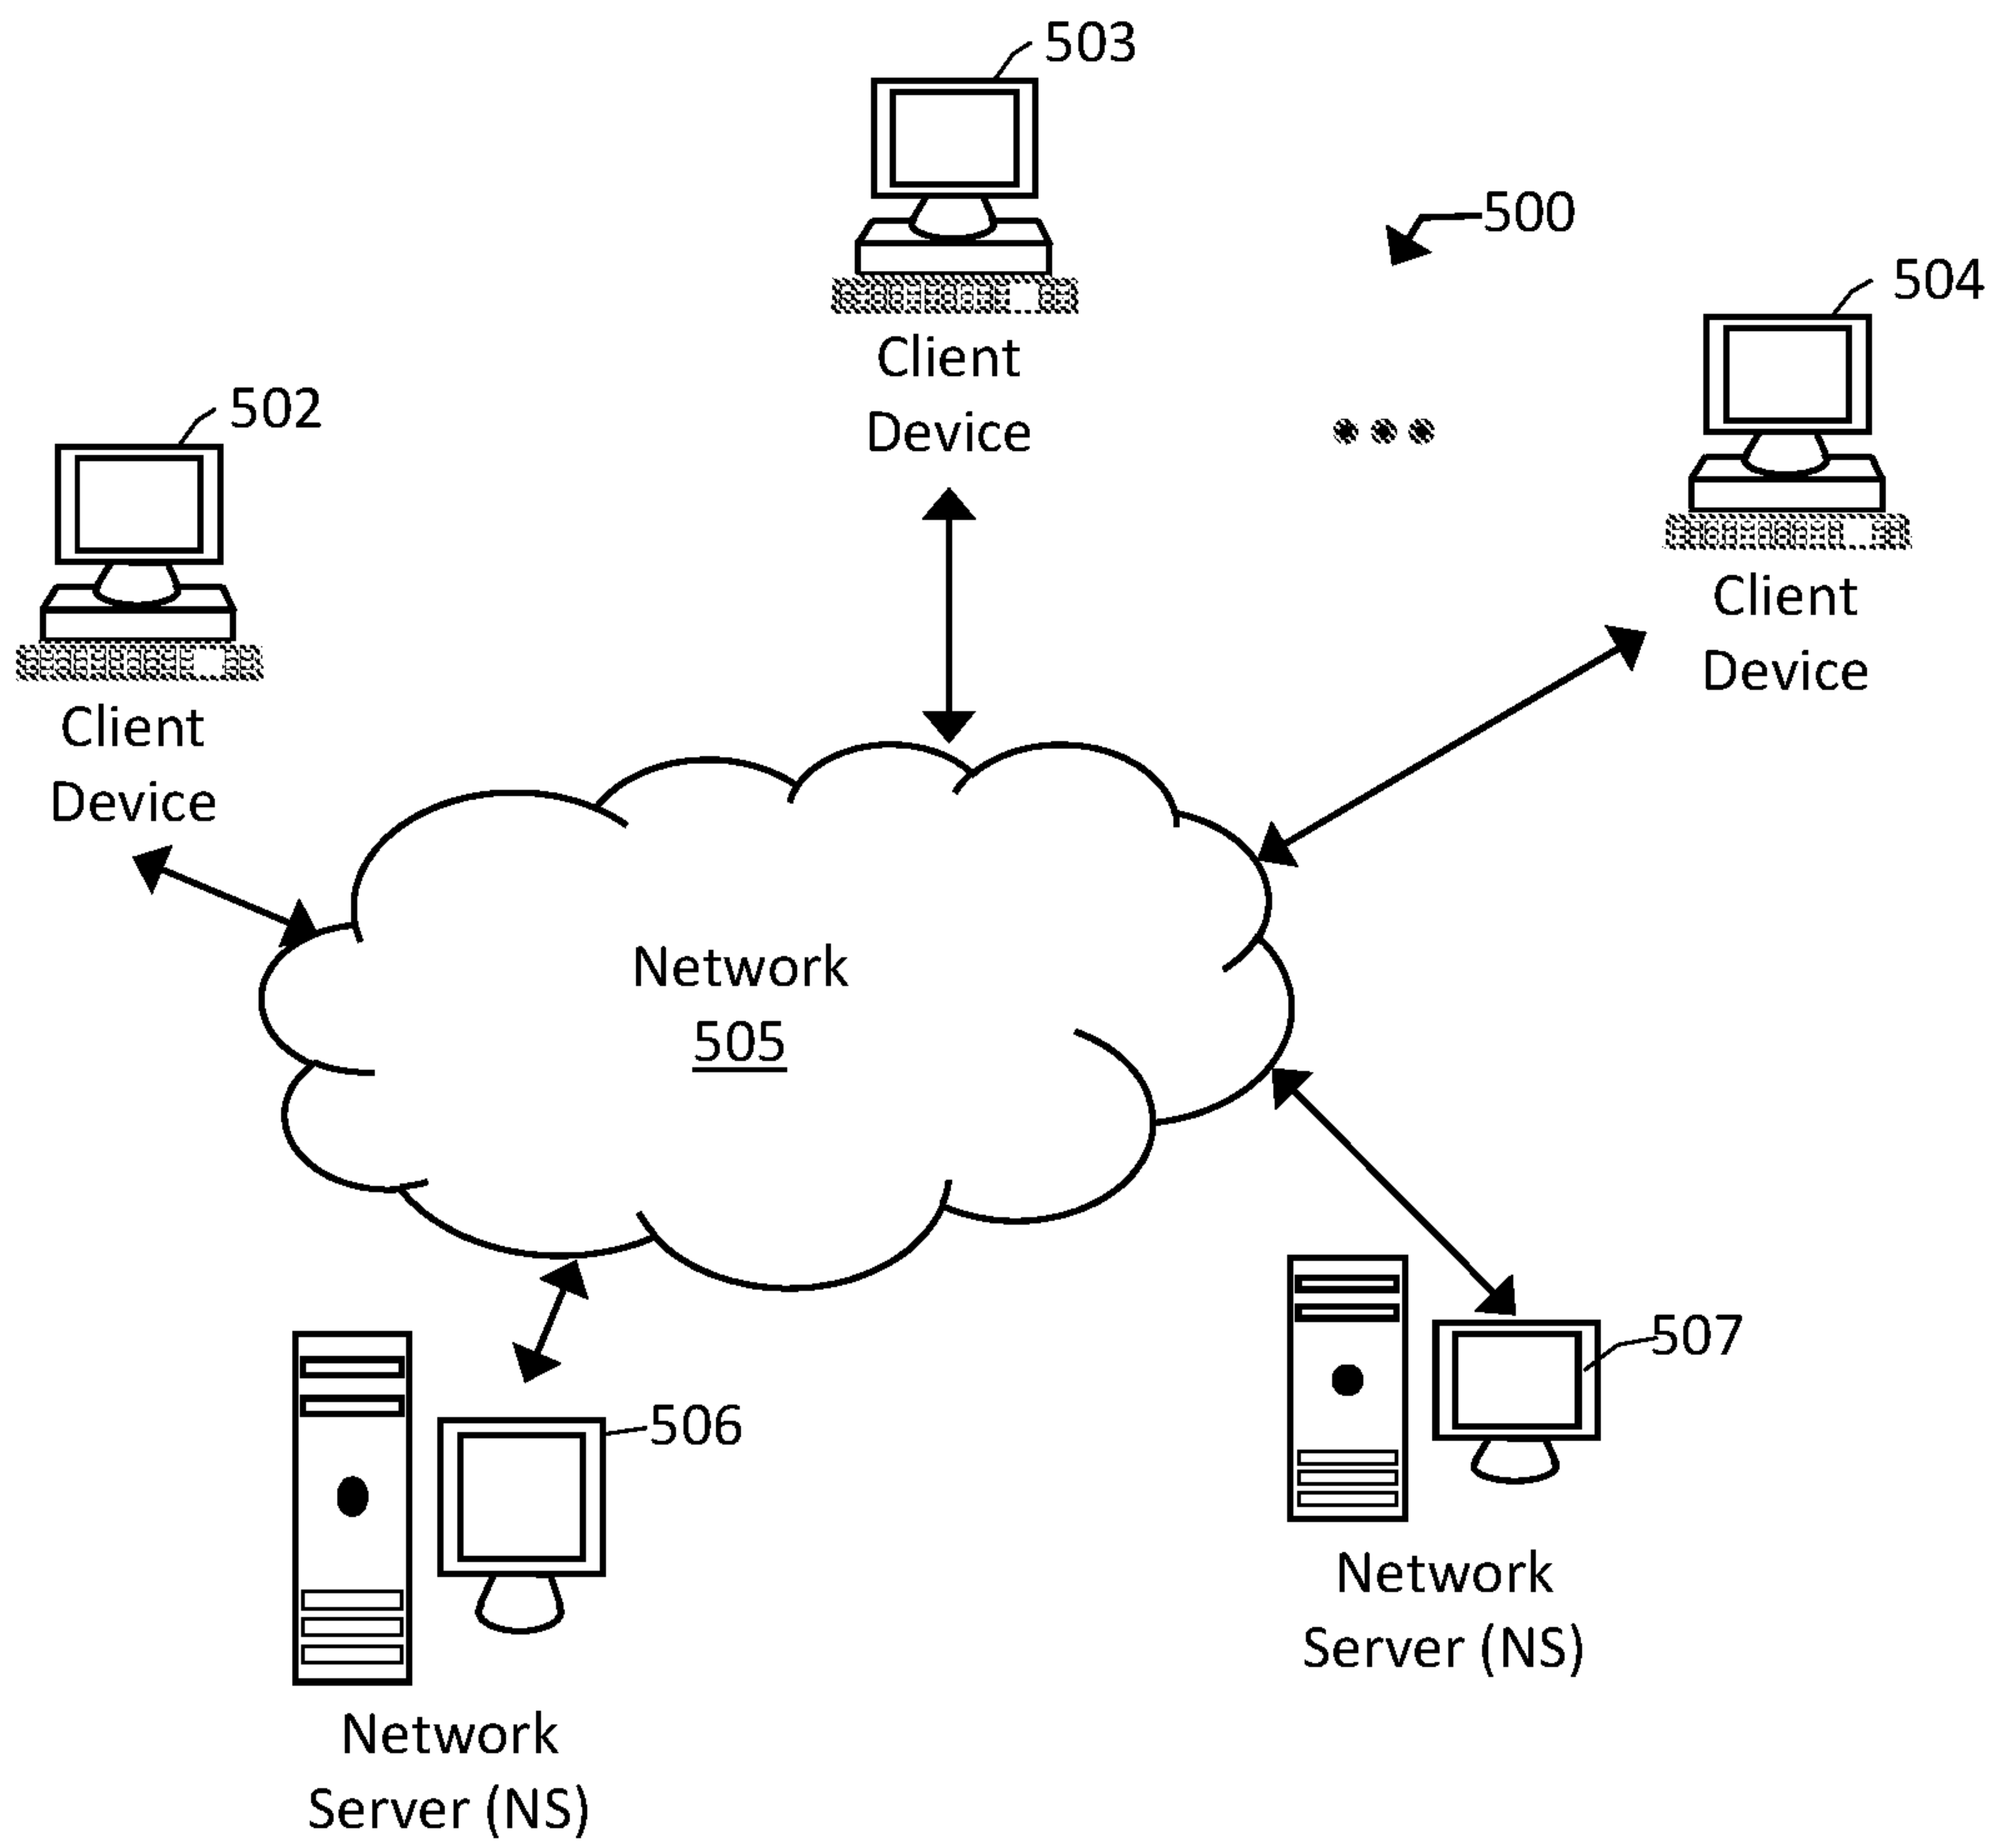 503
Client
Device
500
504
Client
Device
502
Client
Device
Network
505
506
Network
Server (NS)
507
Network
Server (NS)